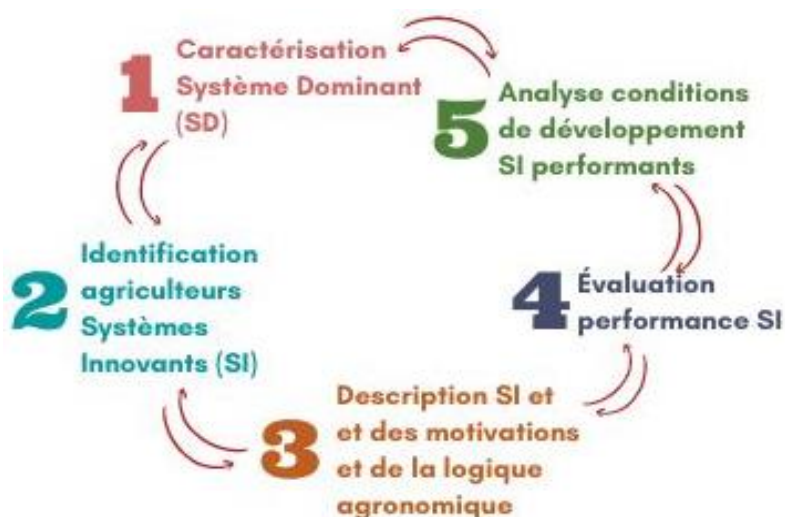 1 Caractérisation
Système Dominant
(SD)
2 Identification
agriculteurs
Systèmes
Innovants (SI)
3 Description SI et
et des motivations
et de la logique
agronomique
4 Évaluation
performance SI
5 Analyse conditions
de développement
SI performants